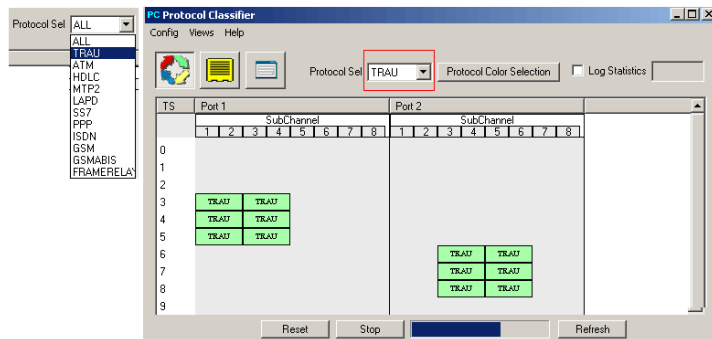 Protocol Sel ALL
ALL
TRAU
ATM
HDLC
MTP2
LAPD
SS7
PPP
ISDN
GSM
GSMABIS
FRAMERELAY
PC Protocol Classifier
Config Views Help
Protocol Sel TRAU Protocol Color Selection Log Statistics
TS Port 1 Port 2
SubChannel SubChannel
1 2 3 4 5 6 7 8 1 2 3 4 5 6 7 8
0
1
2
3 TRAU TRAU
4 TRAU TRAU
5 TRAU TRAU
6 TRAU TRAU
7 TRAU TRAU
8 TRAU TRAU
9
Reset Stop Refresh